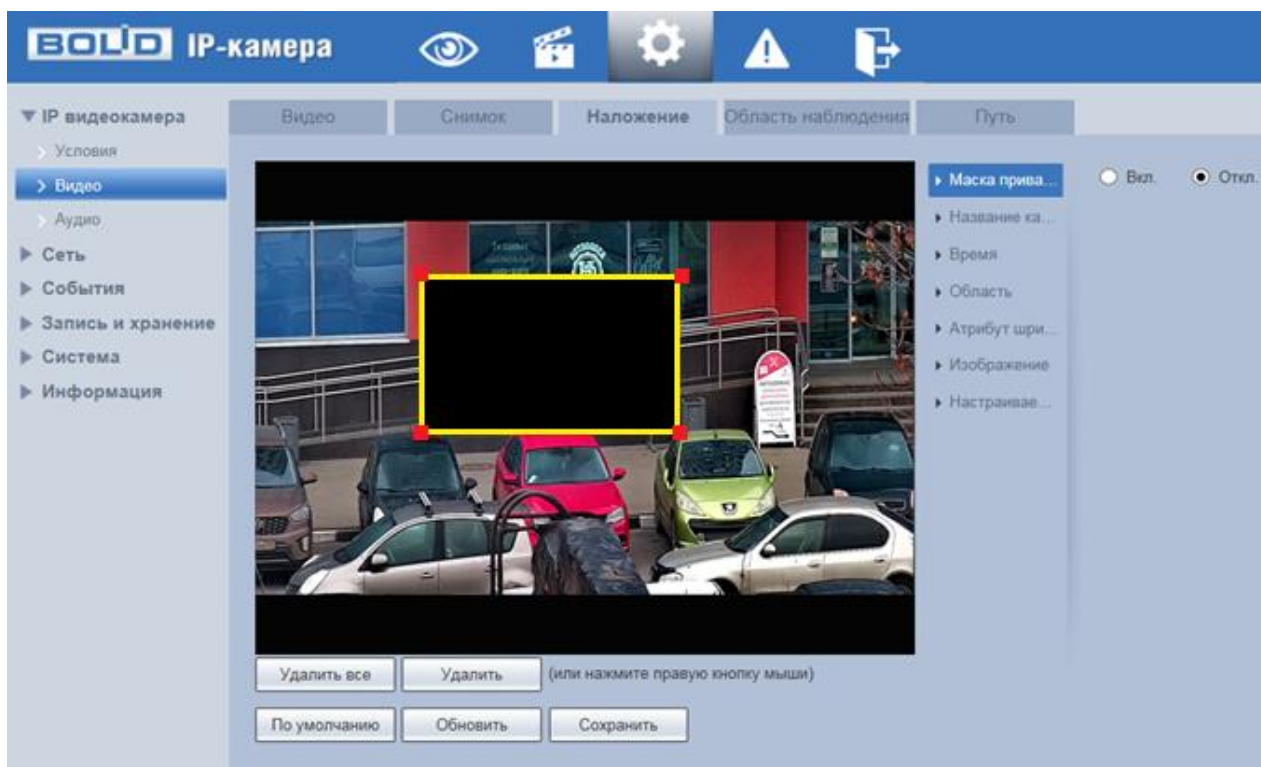 BOLID IP-камера
IP видеокамера
Условия
Видео
Аудио
Сеть
События
Запись и хранение
Система
Информация
Видео
Снимок
Наложение
Область наблюдения
Путь
Маска прива...
Название ка...
Время
Область
Атрибут шри...
Изображение
Настраивае...
Вкл.
Откл.
Удалить все
Удалить
(или нажмите правую кнопку мыши)
По умолчанию
Обновить
Сохранить